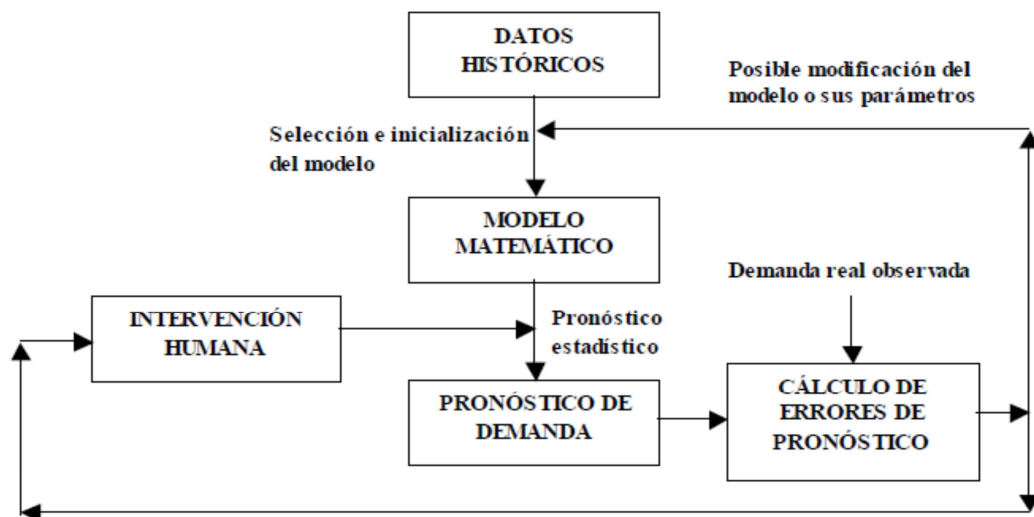 DATOS
HISTÓRICOS
Posible modificación del
modelo o sus parámetros
Selección e inicialización
del modelo
MODELO
MATEMÁTICO
Demanda real observada
INTERVENCIÓN
HUMANA
Pronóstico
estadístico
PRONÓSTICO DE
DEMANDA
CÁLCULO DE
ERRORES DE
PRONÓSTICO